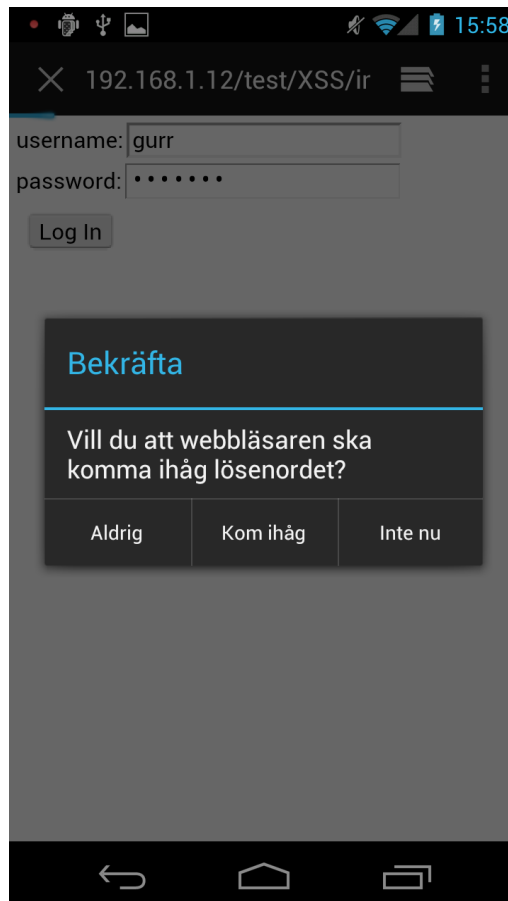 15:58
192.168.1.12/test/XSS/ir
username: gurr
password: •••••••
Log In
Bekräfta
Vill du att webbläsaren ska
komma ihåg lösenordet?
Aldrig Kom ihåg Inte nu